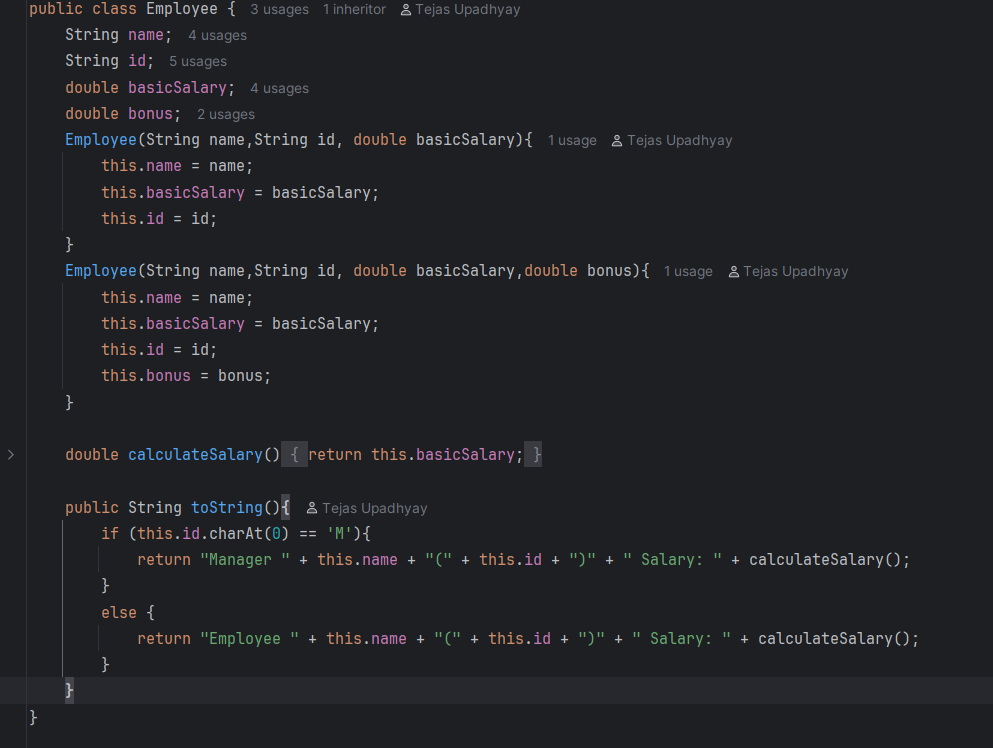 public class Employee {  3 usages  1 inheritor  Tejas Upadhyay
    String name;  4 usages
    String id;  5 usages
    double basicSalary;  4 usages
    double bonus;  2 usages
    Employee(String name,String id, double basicSalary){  1 usage  Tejas Upadhyay
        this.name = name;
        this.basicSalary = basicSalary;
        this.id = id;
    }
    Employee(String name,String id, double basicSalary,double bonus){  1 usage  Tejas Upadhyay
        this.name = name;
        this.basicSalary = basicSalary;
        this.id = id;
        this.bonus = bonus;
    }
    double calculateSalary() { return this.basicSalary; }
    public String toString(){  Tejas Upadhyay
        if (this.id.charAt(0) == 'M'){
            return "Manager " + this.name + "(" + this.id + ")" + " Salary: " + calculateSalary();
        }
        else {
            return "Employee " + this.name + "(" + this.id + ")" + " Salary: " + calculateSalary();
        }
    }
}